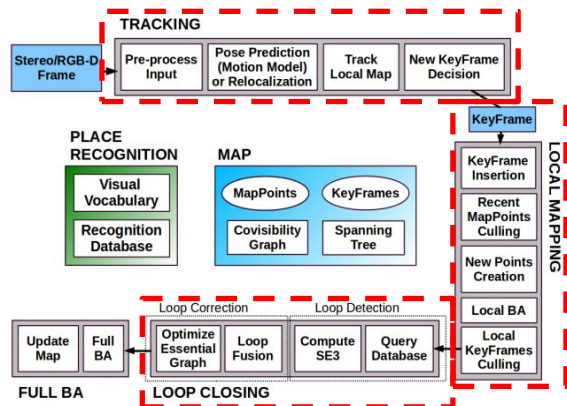 TRACKING
Stereo/RGB-D
Frame
Pre-process
Input
Pose Prediction
(Motion Model)
or Relocalization
Track
Local Map
New KeyFrame
Decision
KeyFrame
PLACE
RECOGNITION
Visual
Vocabulary
Recognition
Database
MAP
MapPoints
KeyFrames
Covisibility
Graph
Spanning
Tree
LOCAL MAPPING
KeyFrame
Insertion
Recent
MapPoints
Culling
New Points
Creation
Local BA
Local
KeyFrames
Culling
Loop Correction
Loop Detection
Optimize
Essential
Graph
Loop
Fusion
Compute
SE3
Query
Database
LOOP CLOSING
Update
Map
Full
BA
FULL BA